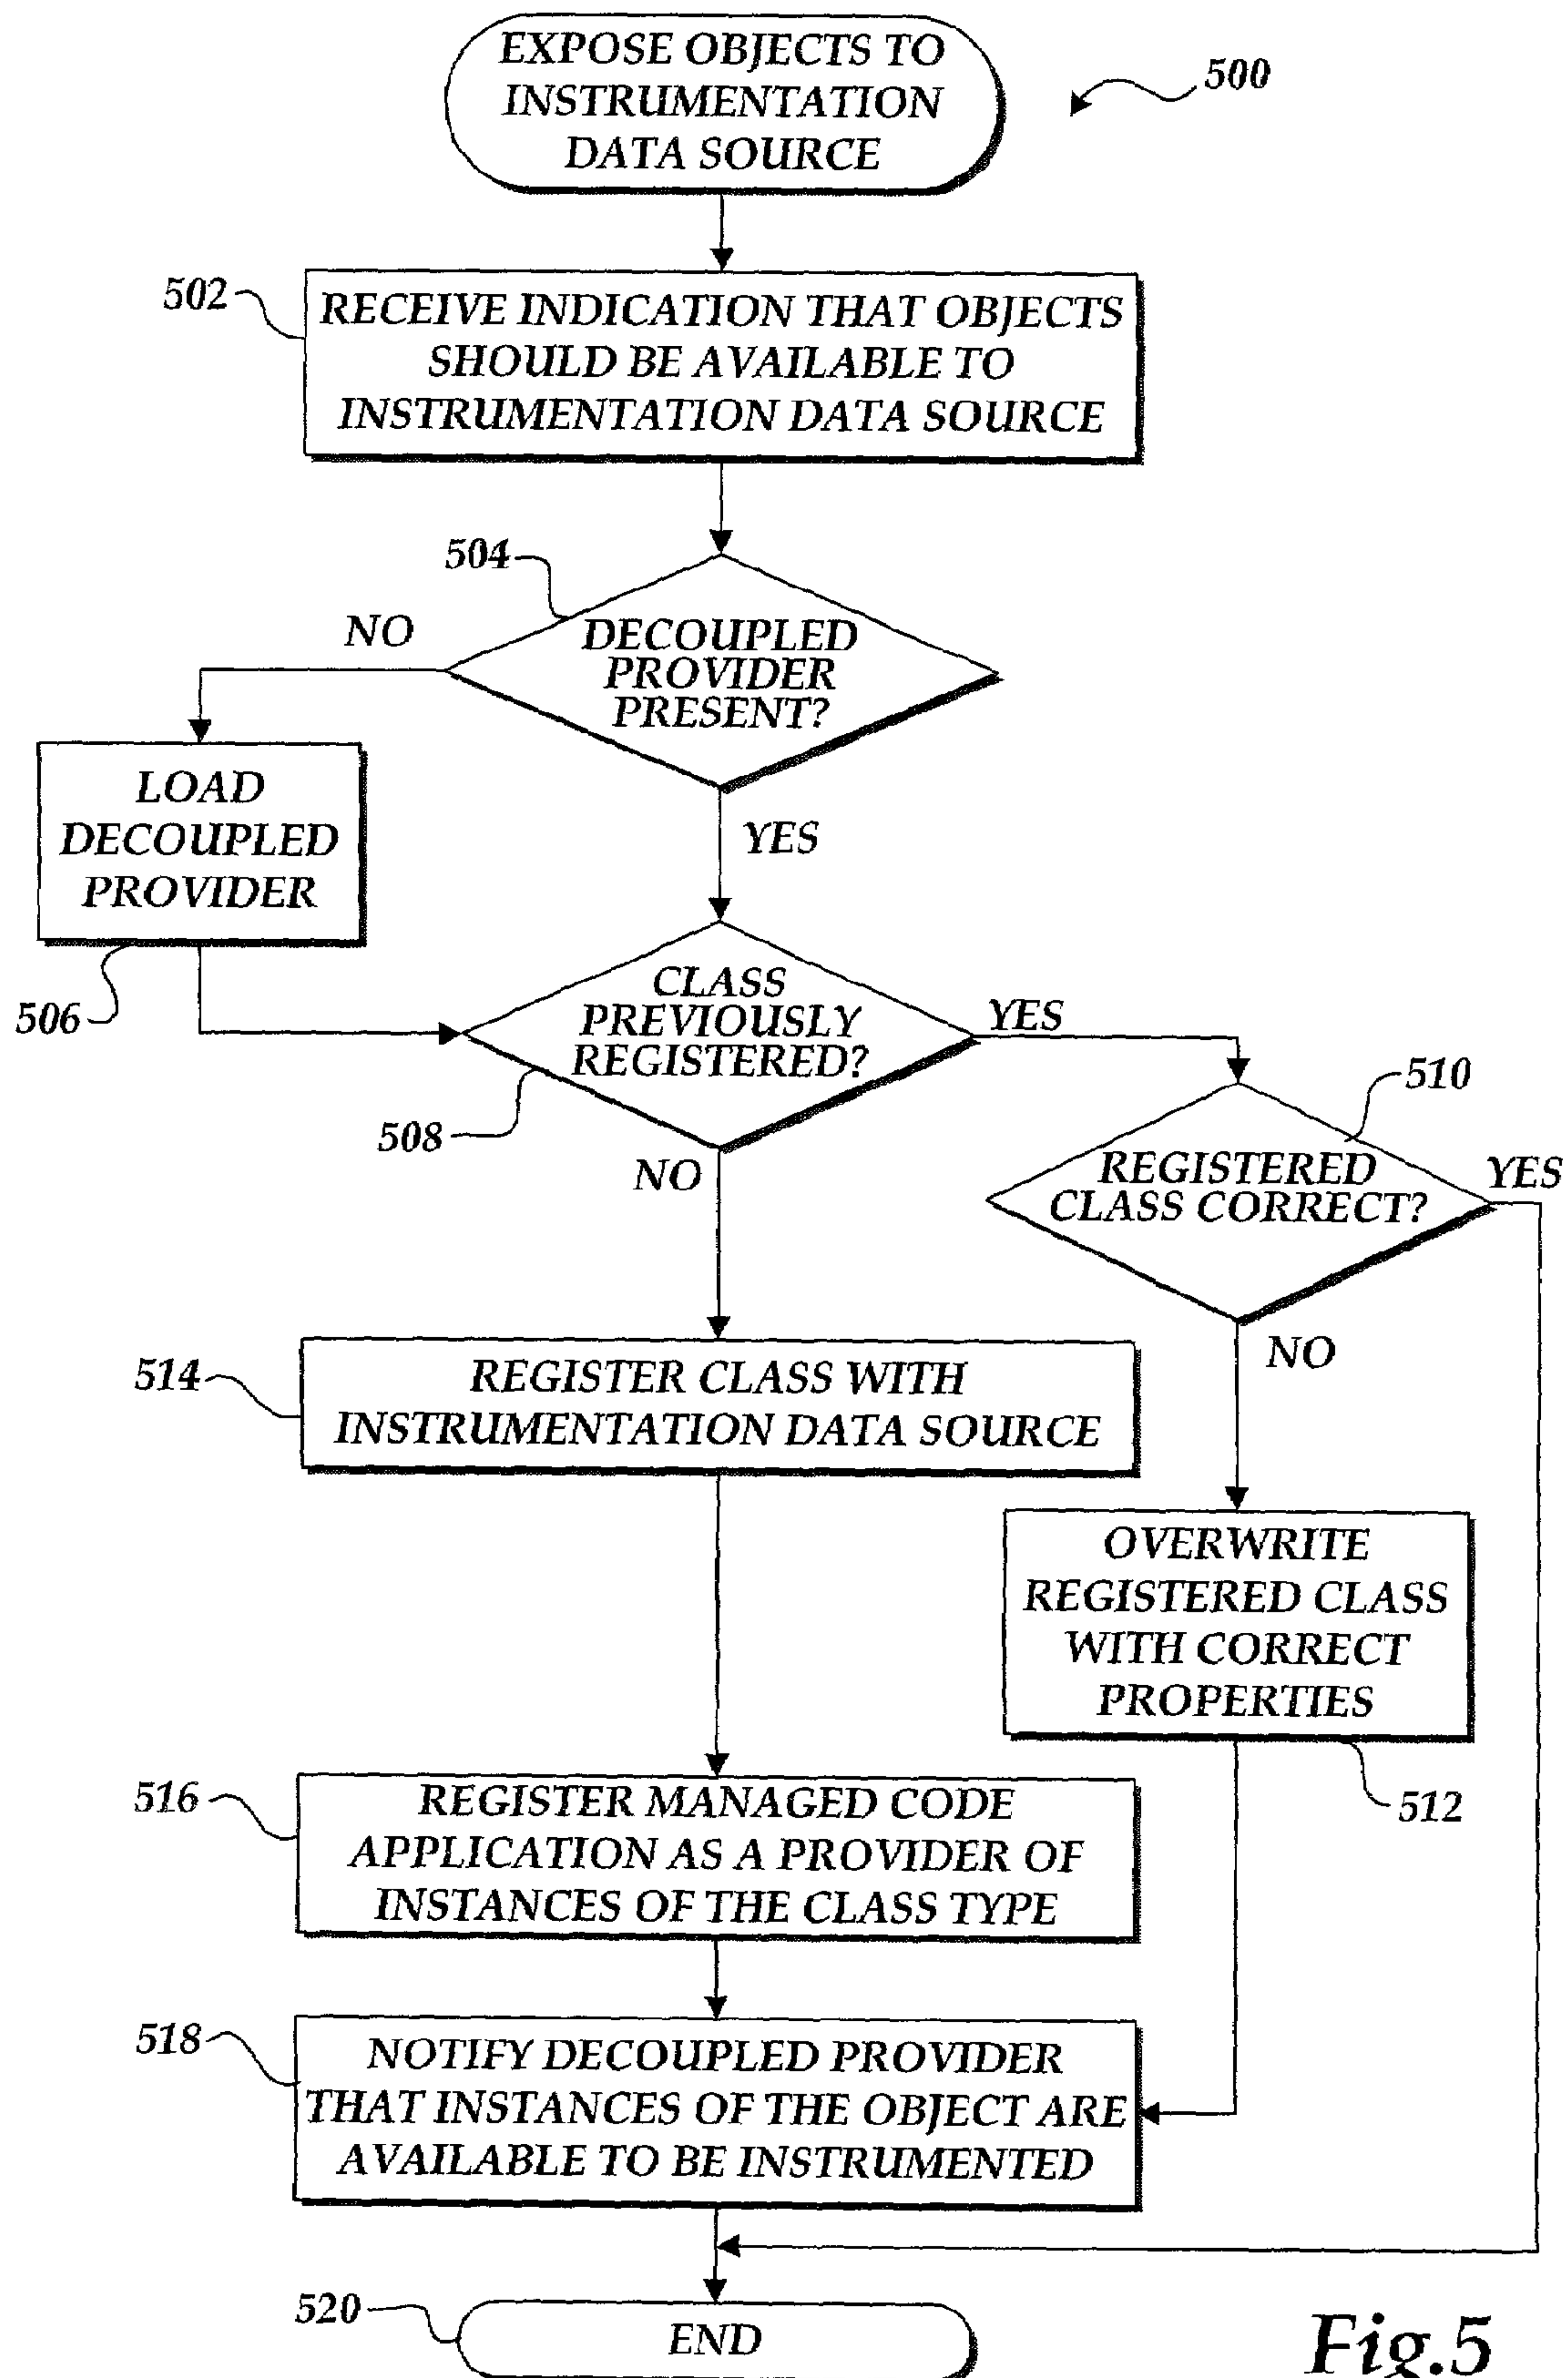 EXPOSE OBJECTS TO
INSTRUMENTATION
DATA SOURCE
500
502
RECEIVE INDICATION THAT OBJECTS
SHOULD BE AVAILABLE TO
INSTRUMENTATION DATA SOURCE
504
NO
DECOUPLED
PROVIDER
PRESENT?
LOAD
DECOUPLED
PROVIDER
YES
506
CLASS
PREVIOUSLY
REGISTERED?
YES
508
NO
510
REGISTERED
CLASS CORRECT?
YES
NO
514
REGISTER CLASS WITH
INSTRUMENTATION DATA SOURCE
OVERWRITE
REGISTERED CLASS
WITH CORRECT
PROPERTIES
512
516
REGISTER MANAGED CODE
APPLICATION AS A PROVIDER OF
INSTANCES OF THE CLASS TYPE
518
NOTIFY DECOUPLED PROVIDER
THAT INSTANCES OF THE OBJECT ARE
AVAILABLE TO BE INSTRUMENTED
520
END
Fig.5